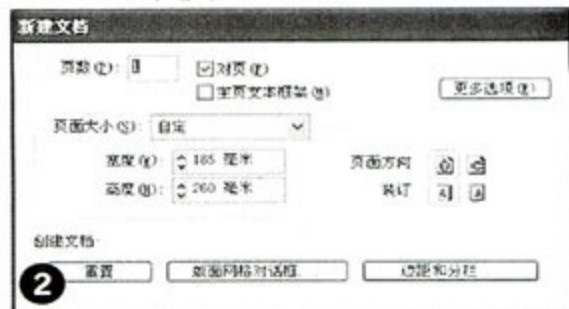 新建文档
页数(P): 1 对页(F)
主页文本框架(M) 更多选项(E)
页面大小(S): 自定
宽度(W): 185 毫米 页面方向
高度(H): 260 毫米 装订
创建文档
重置 版面网格对话框 边距和分栏
2